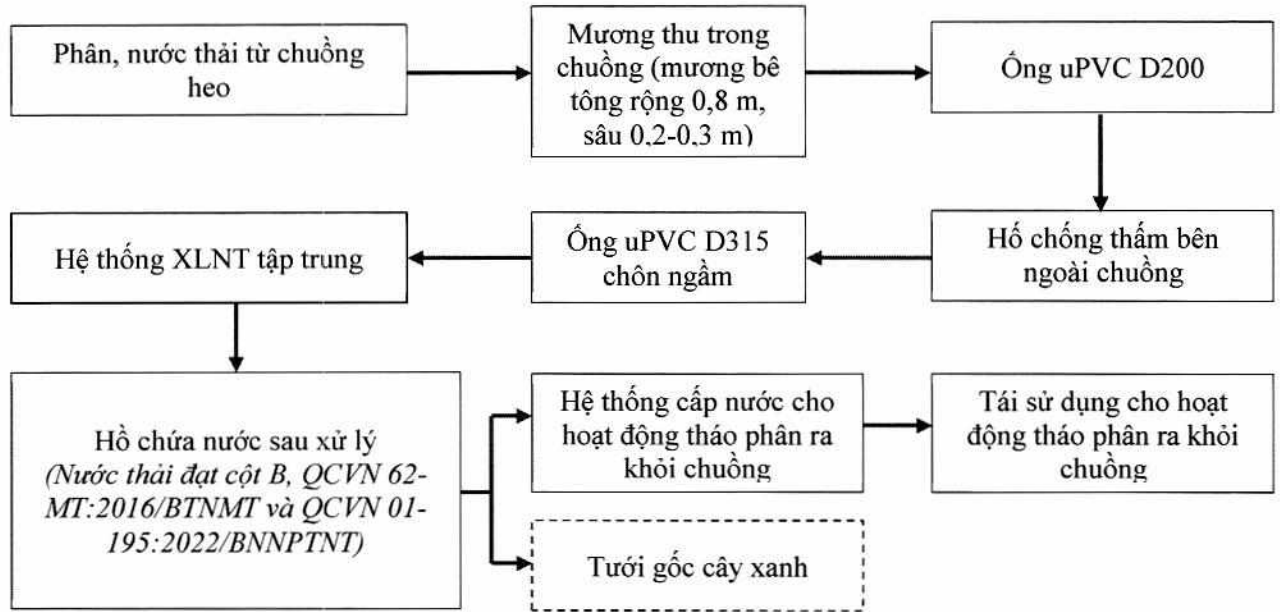 Phân, nước thải từ chuồng
heo
Mương thu trong
chuồng (mương bê
tông rộng 0,8 m,
sâu 0,2-0,3 m)
Ống uPVC D200
Hố chống thấm bên
ngoài chuồng
Ống uPVC D315
chôn ngầm
Hệ thống XLNT tập trung
Hồ chứa nước sau xử lý
(Nước thải đạt cột B, QCVN 62-
MT:2016/BTNMT và QCVN 01-
195:2022/BNNPTNT)
Hệ thống cấp nước cho
hoạt động tháo phân ra
khỏi chuồng
Tái sử dụng cho hoạt
động tháo phân ra khỏi
chuồng
Tưới gốc cây xanh